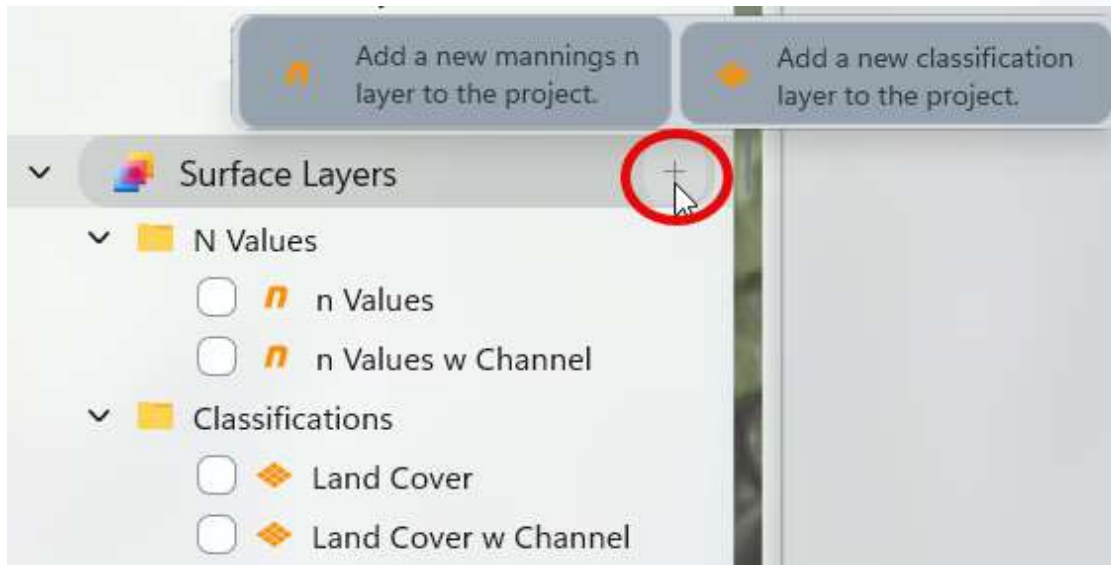 Add a new mannings n
layer to the project.
Add a new classification
layer to the project.
Surface Layers
N Values
n n Values
n n Values w Channel
Classifications
Land Cover
Land Cover w Channel